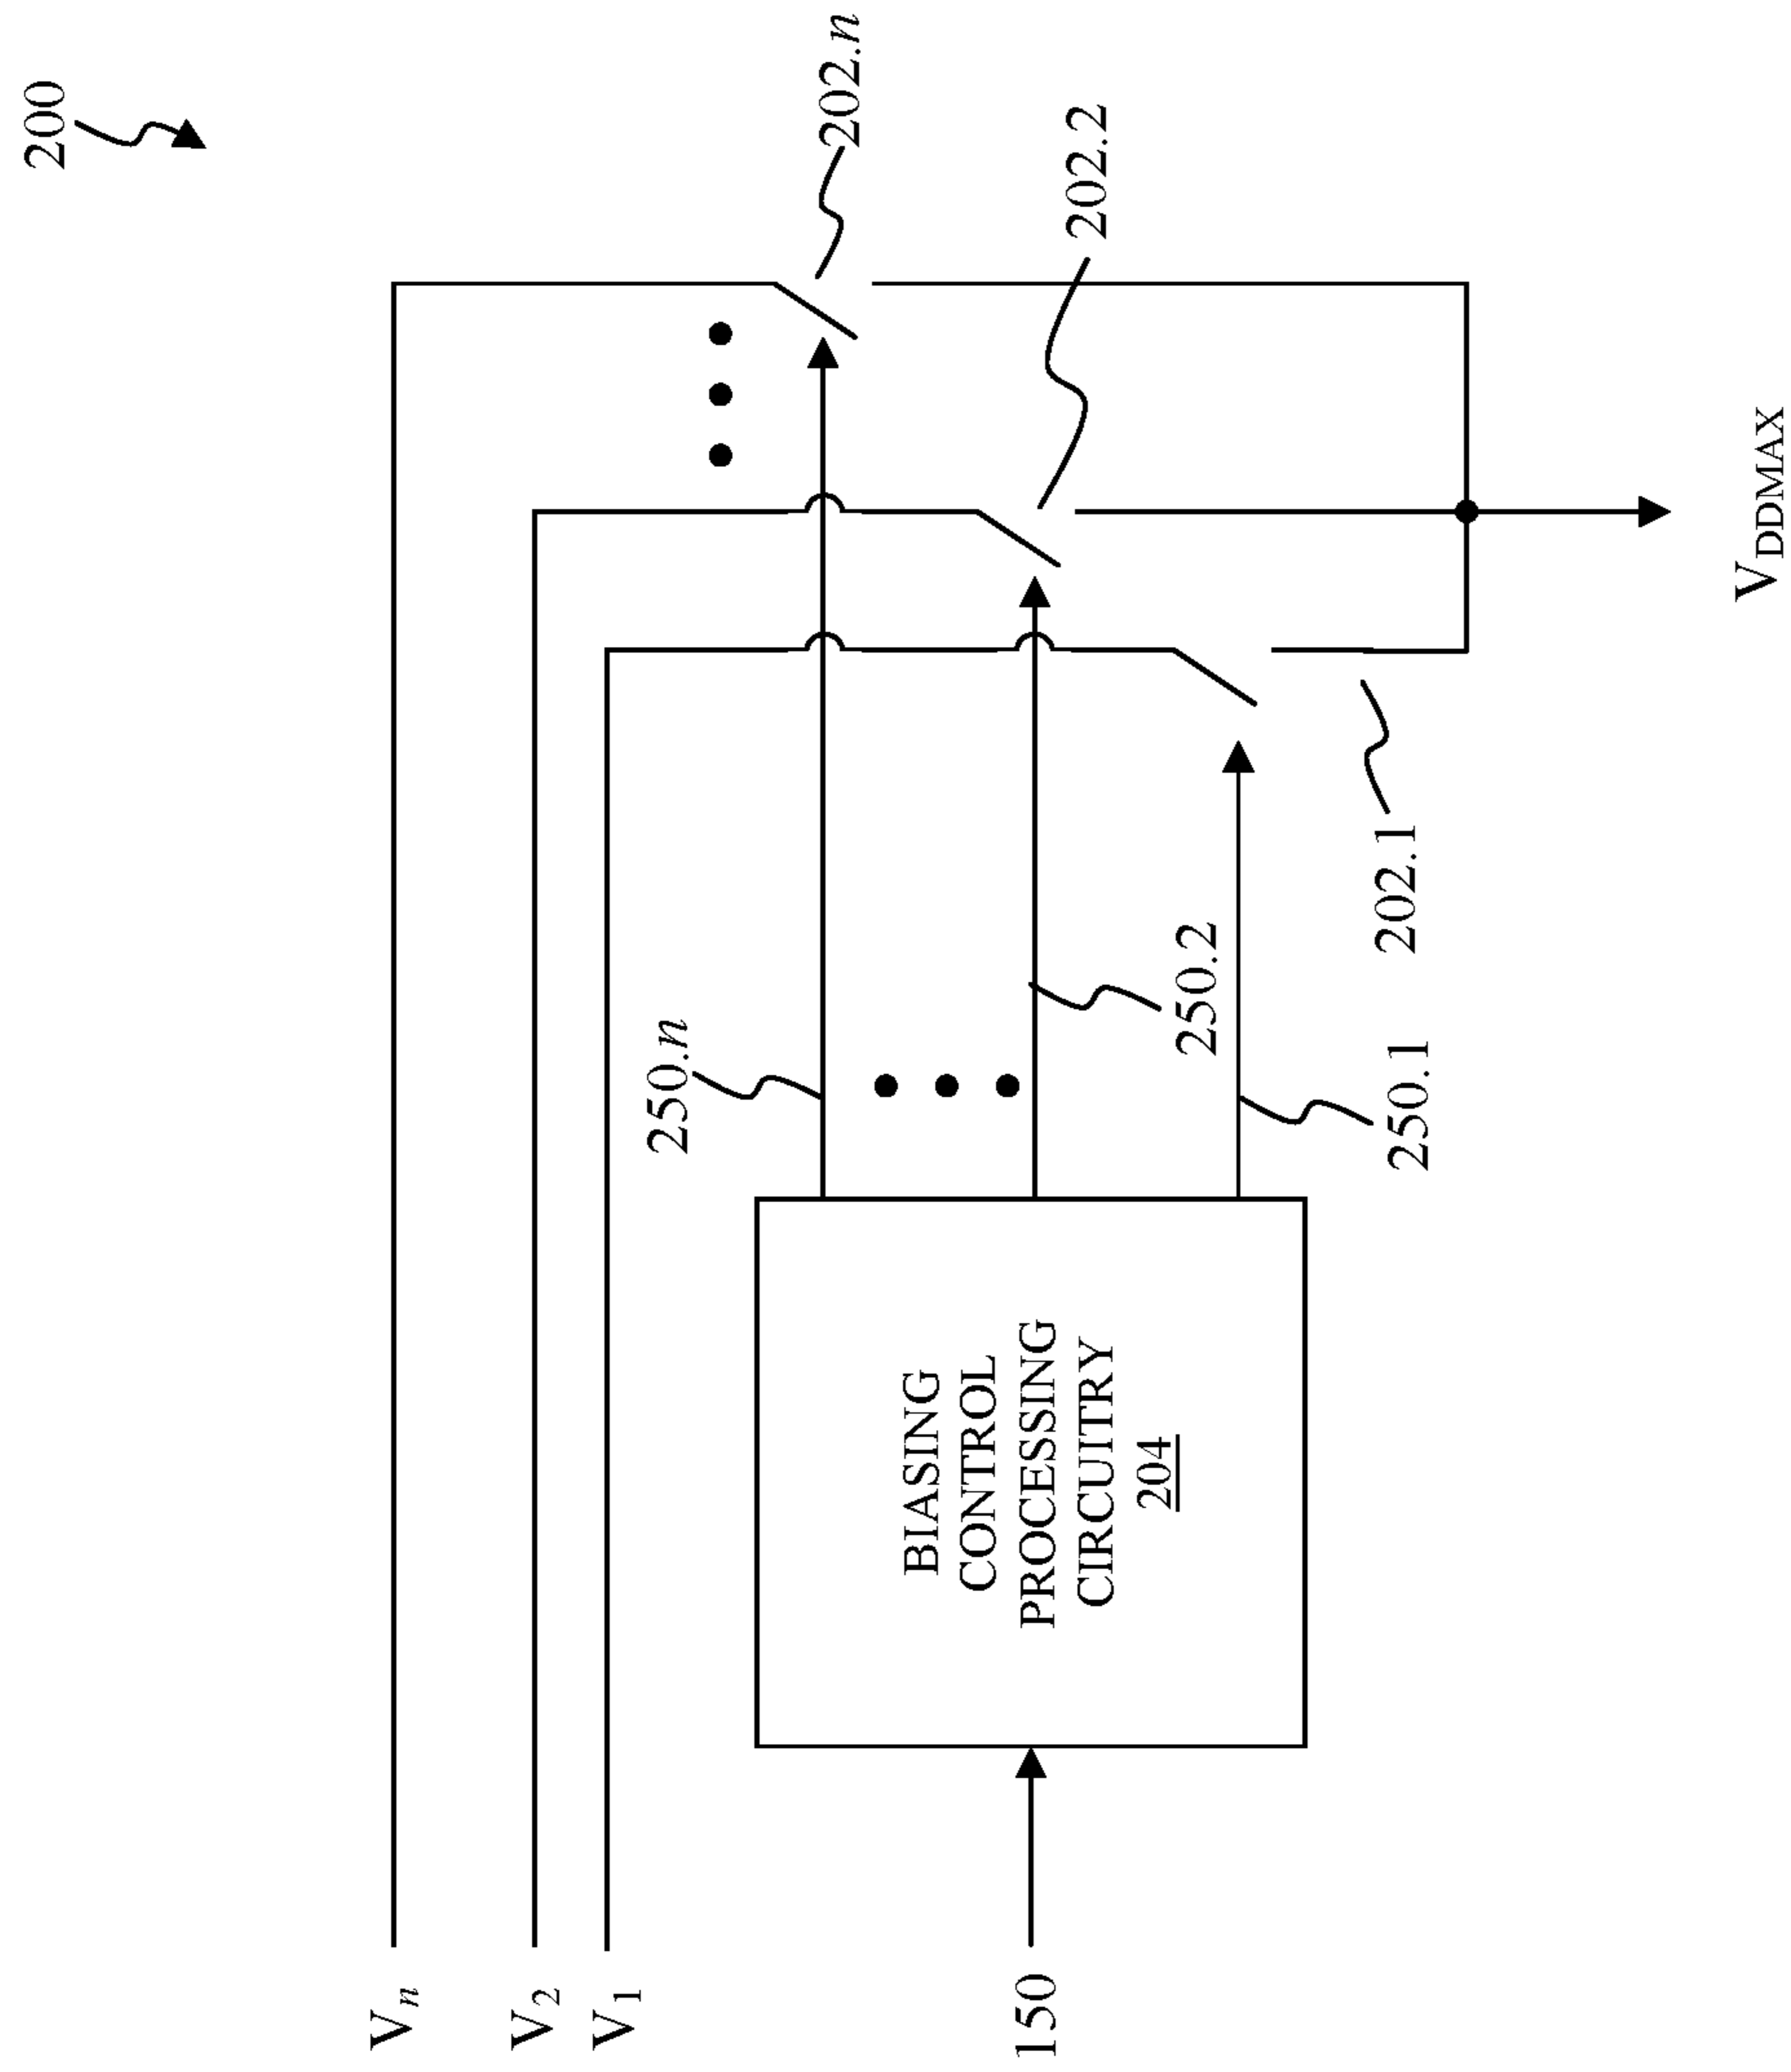 200
Vn
V2
V1
250.n
202.n
BIASING
CONTROL
PROCESSING
CIRCUITRY
204
150
250.2
202.2
250.1
202.1
VDDMAX